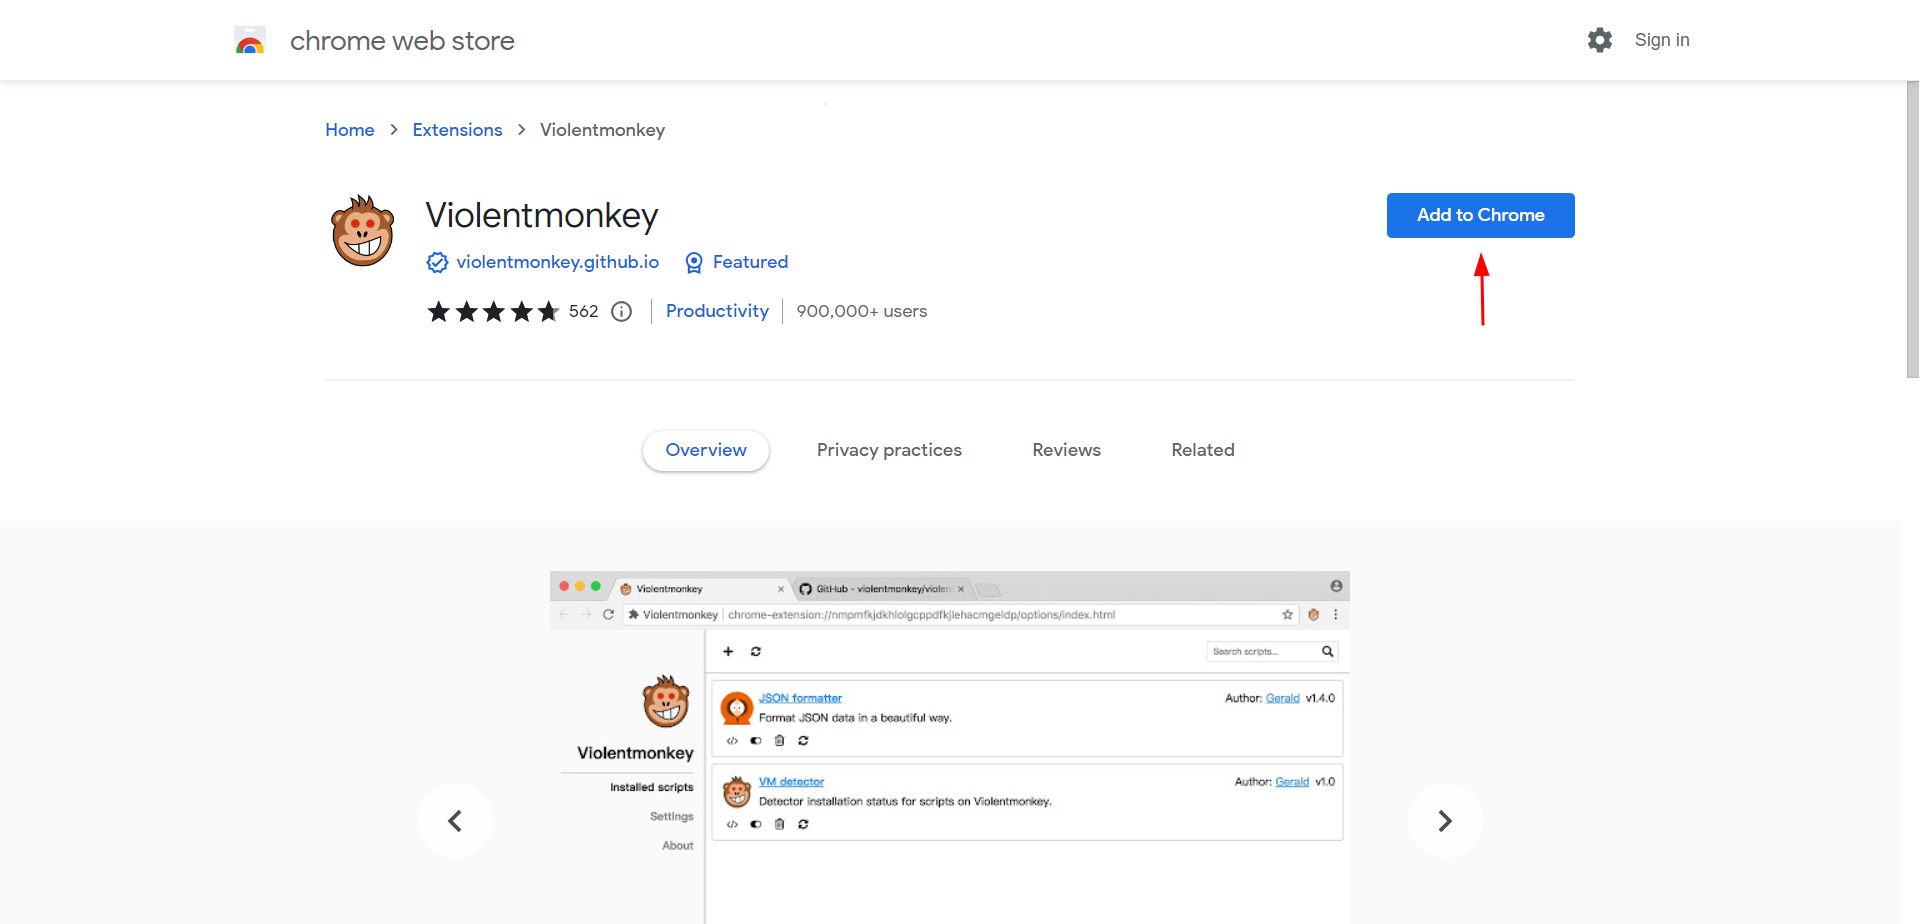 chrome web store
Sign in
Home > Extensions > Violentmonkey
Violentmonkey
Add to Chrome
violentmonkey.github.io Featured
562 Productivity 900,000+ users
Overview Privacy practices Reviews Related
Violentmonkey GitHub - violentmonkey/violen
Violentmonkey chrome-extension://nmpmfkjdkhlolgcppdfkjlehacmgeldp/options/index.html
Search scripts...
JSON formatter Author: Gerald v1.4.0
Format JSON data in a beautiful way.
Violentmonkey
Installed scripts
Settings
About
VM detector Author: Gerald v1.0
Detector installation status for scripts on Violentmonkey.